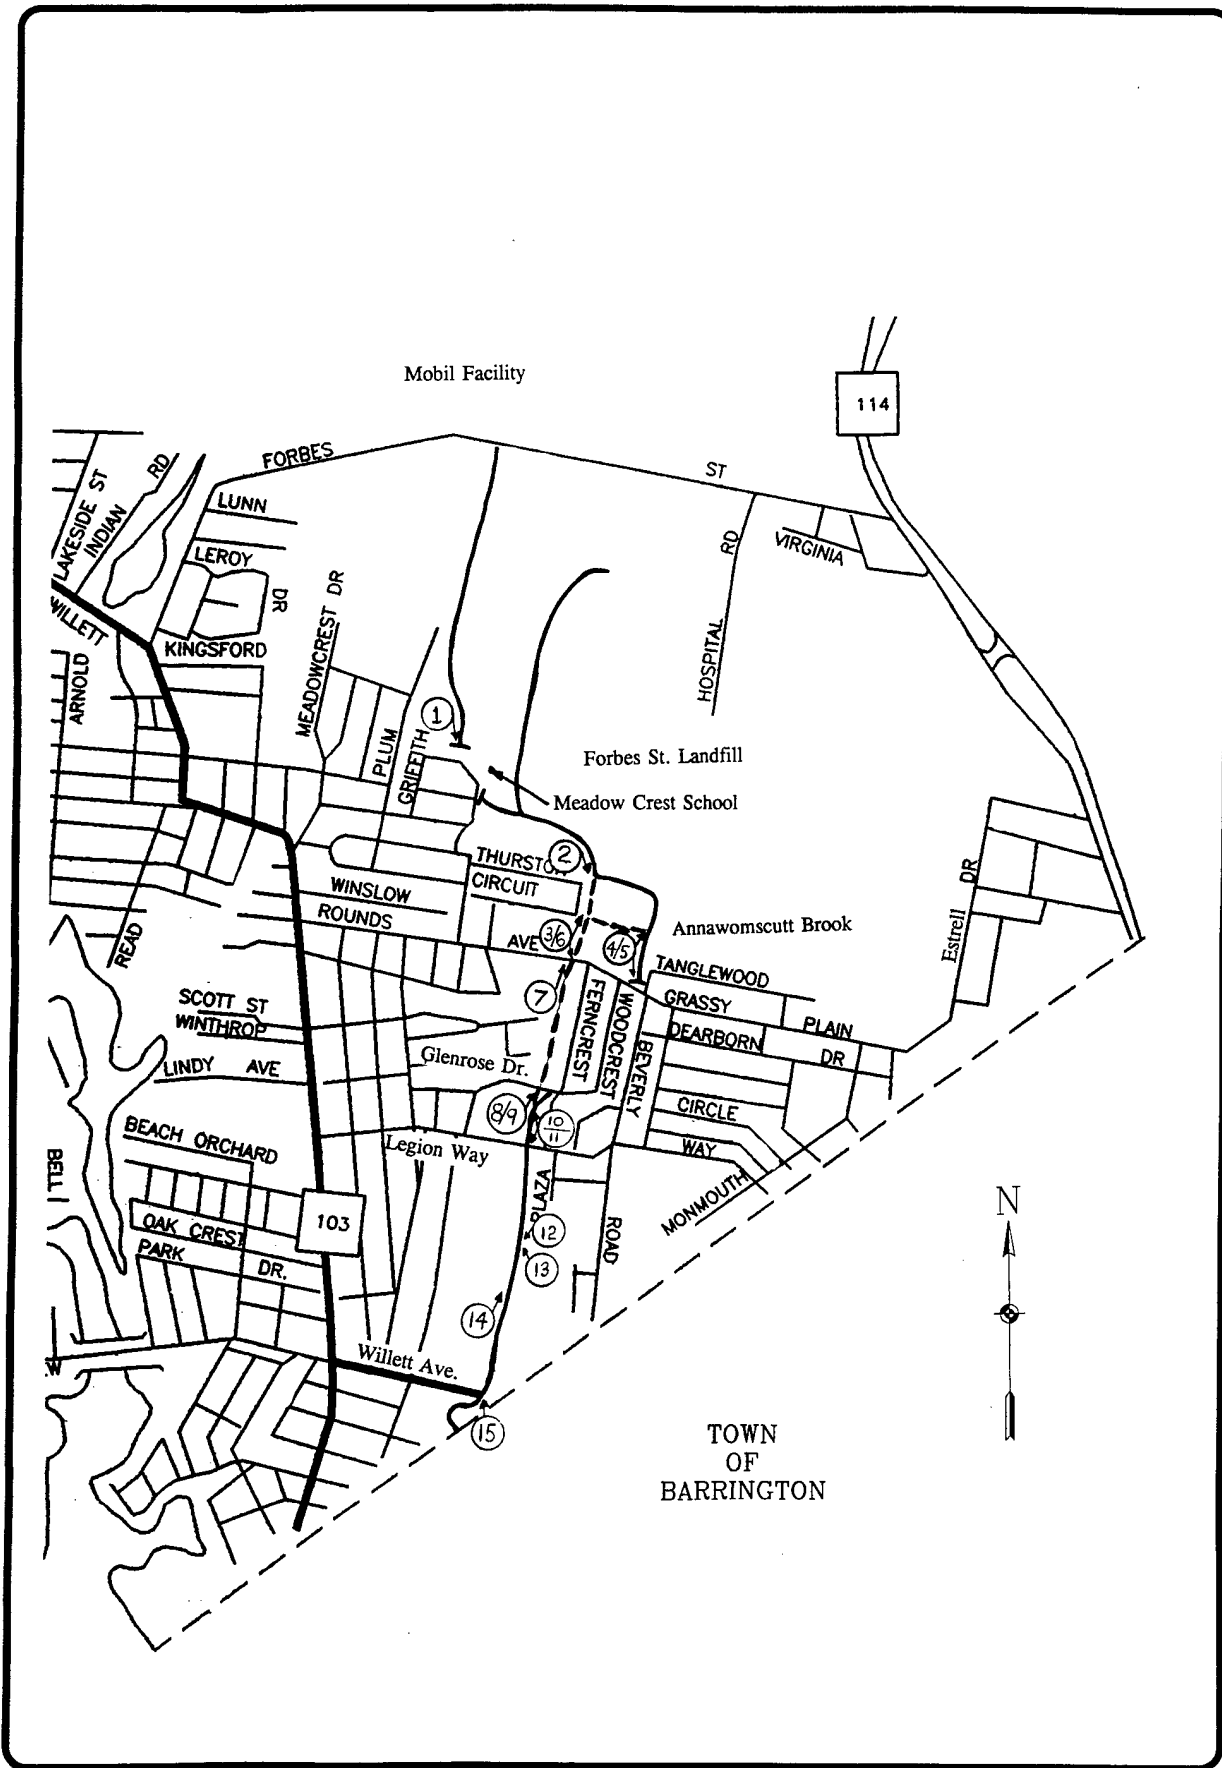 Mobil Facility
114
FORBES
ST
LAKESIDE ST
INDIAN
RD
LUNN
LEROY
DR
VIRGINIA
RD
HOSPITAL
WILLETT
KINGSFORD
MEADOWCREST DR
ARNOLD
1
PLUM
GRIFFITH
Forbes St. Landfill
Meadow Crest School
THURSTON
2
CIRCUIT
WINSLOW
ROUNDS
AVE
3/6
4/5
Annawomscutt Brook
Estrell
DR
READ
7
TANGLEWOOD
GRASSY
PLAIN
DEARBORN
DR
SCOTT ST
WINTHROP
LINDY AVE
Glenrose Dr.
FERNCREST
WOODCREST
BEVERLY
8/9
10
11
CIRCLE
WAY
MONMOUTH
BEACH ORCHARD
Legion Way
BELL
PLAZA
ROAD
103
OAK CREST
PARK
DR.
12
13
14
Willett Ave.
W
15
N
TOWN
OF
BARRINGTON